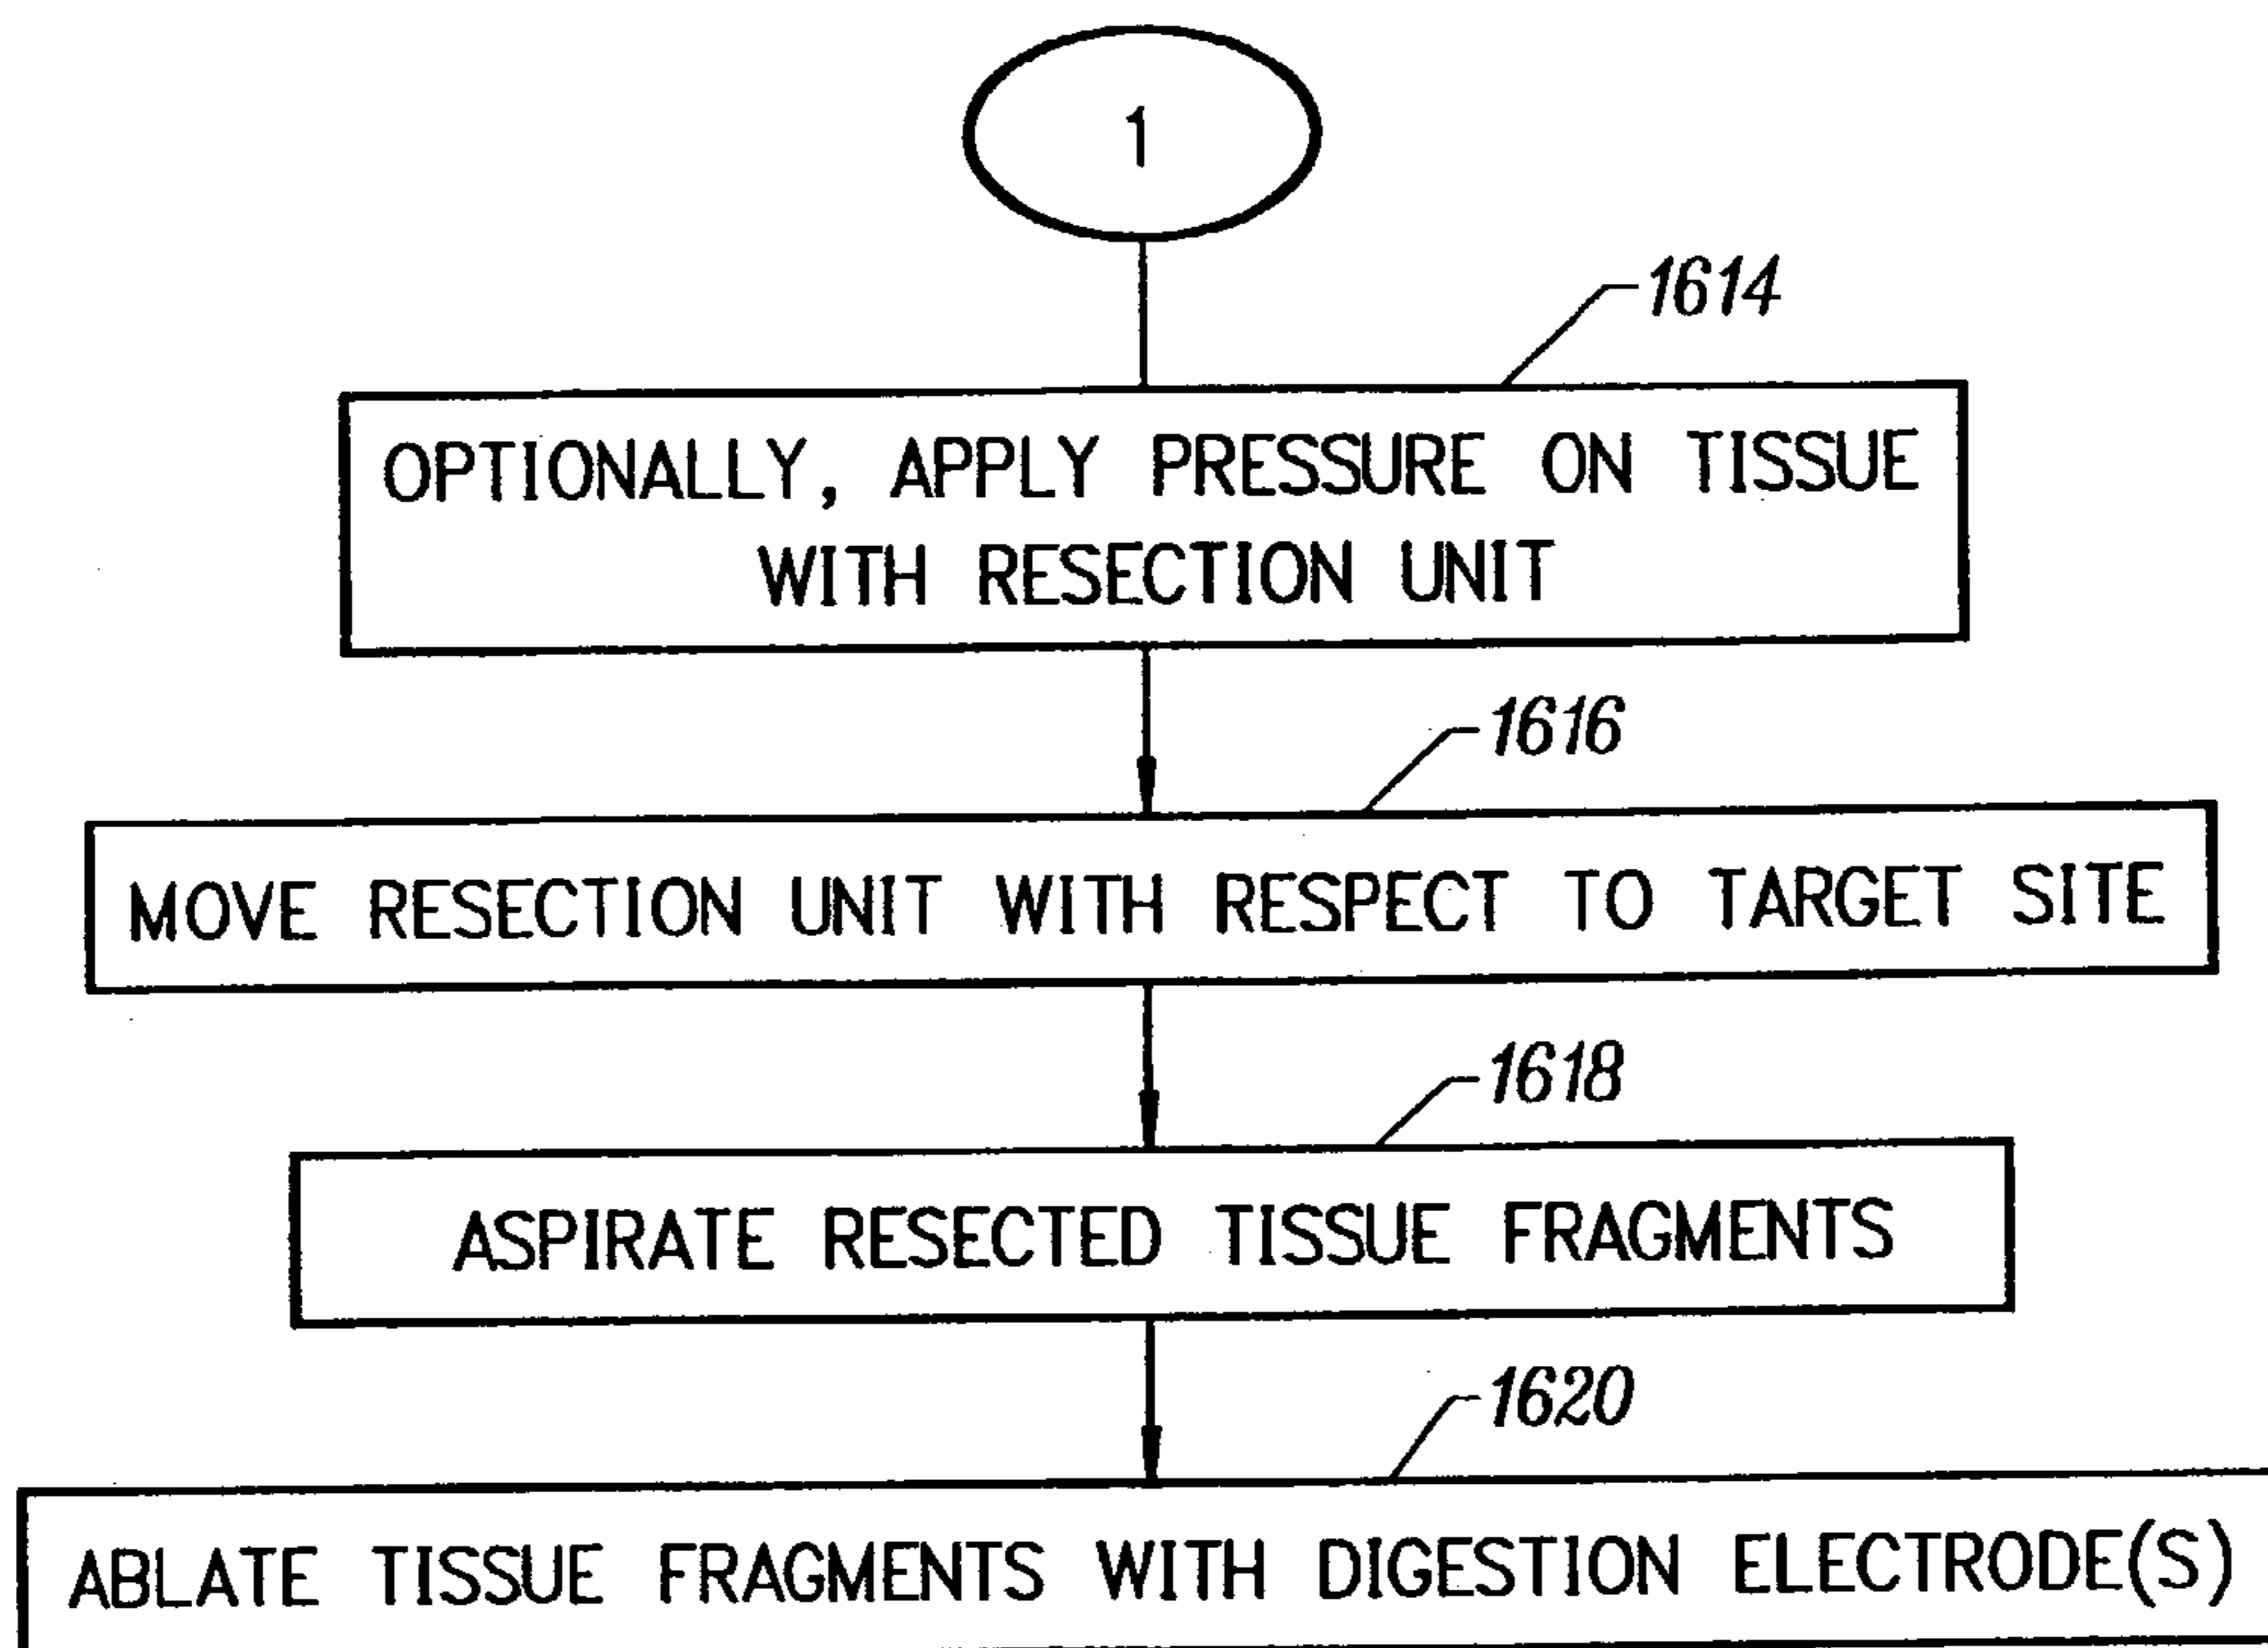 1
1614
OPTIONALLY, APPLY PRESSURE ON TISSUE
WITH RESECTION UNIT
1616
MOVE RESECTION UNIT WITH RESPECT TO TARGET SITE
1618
ASPIRATE RESECTED TISSUE FRAGMENTS
1620
ABLATE TISSUE FRAGMENTS WITH DIGESTION ELECTRODE(S)